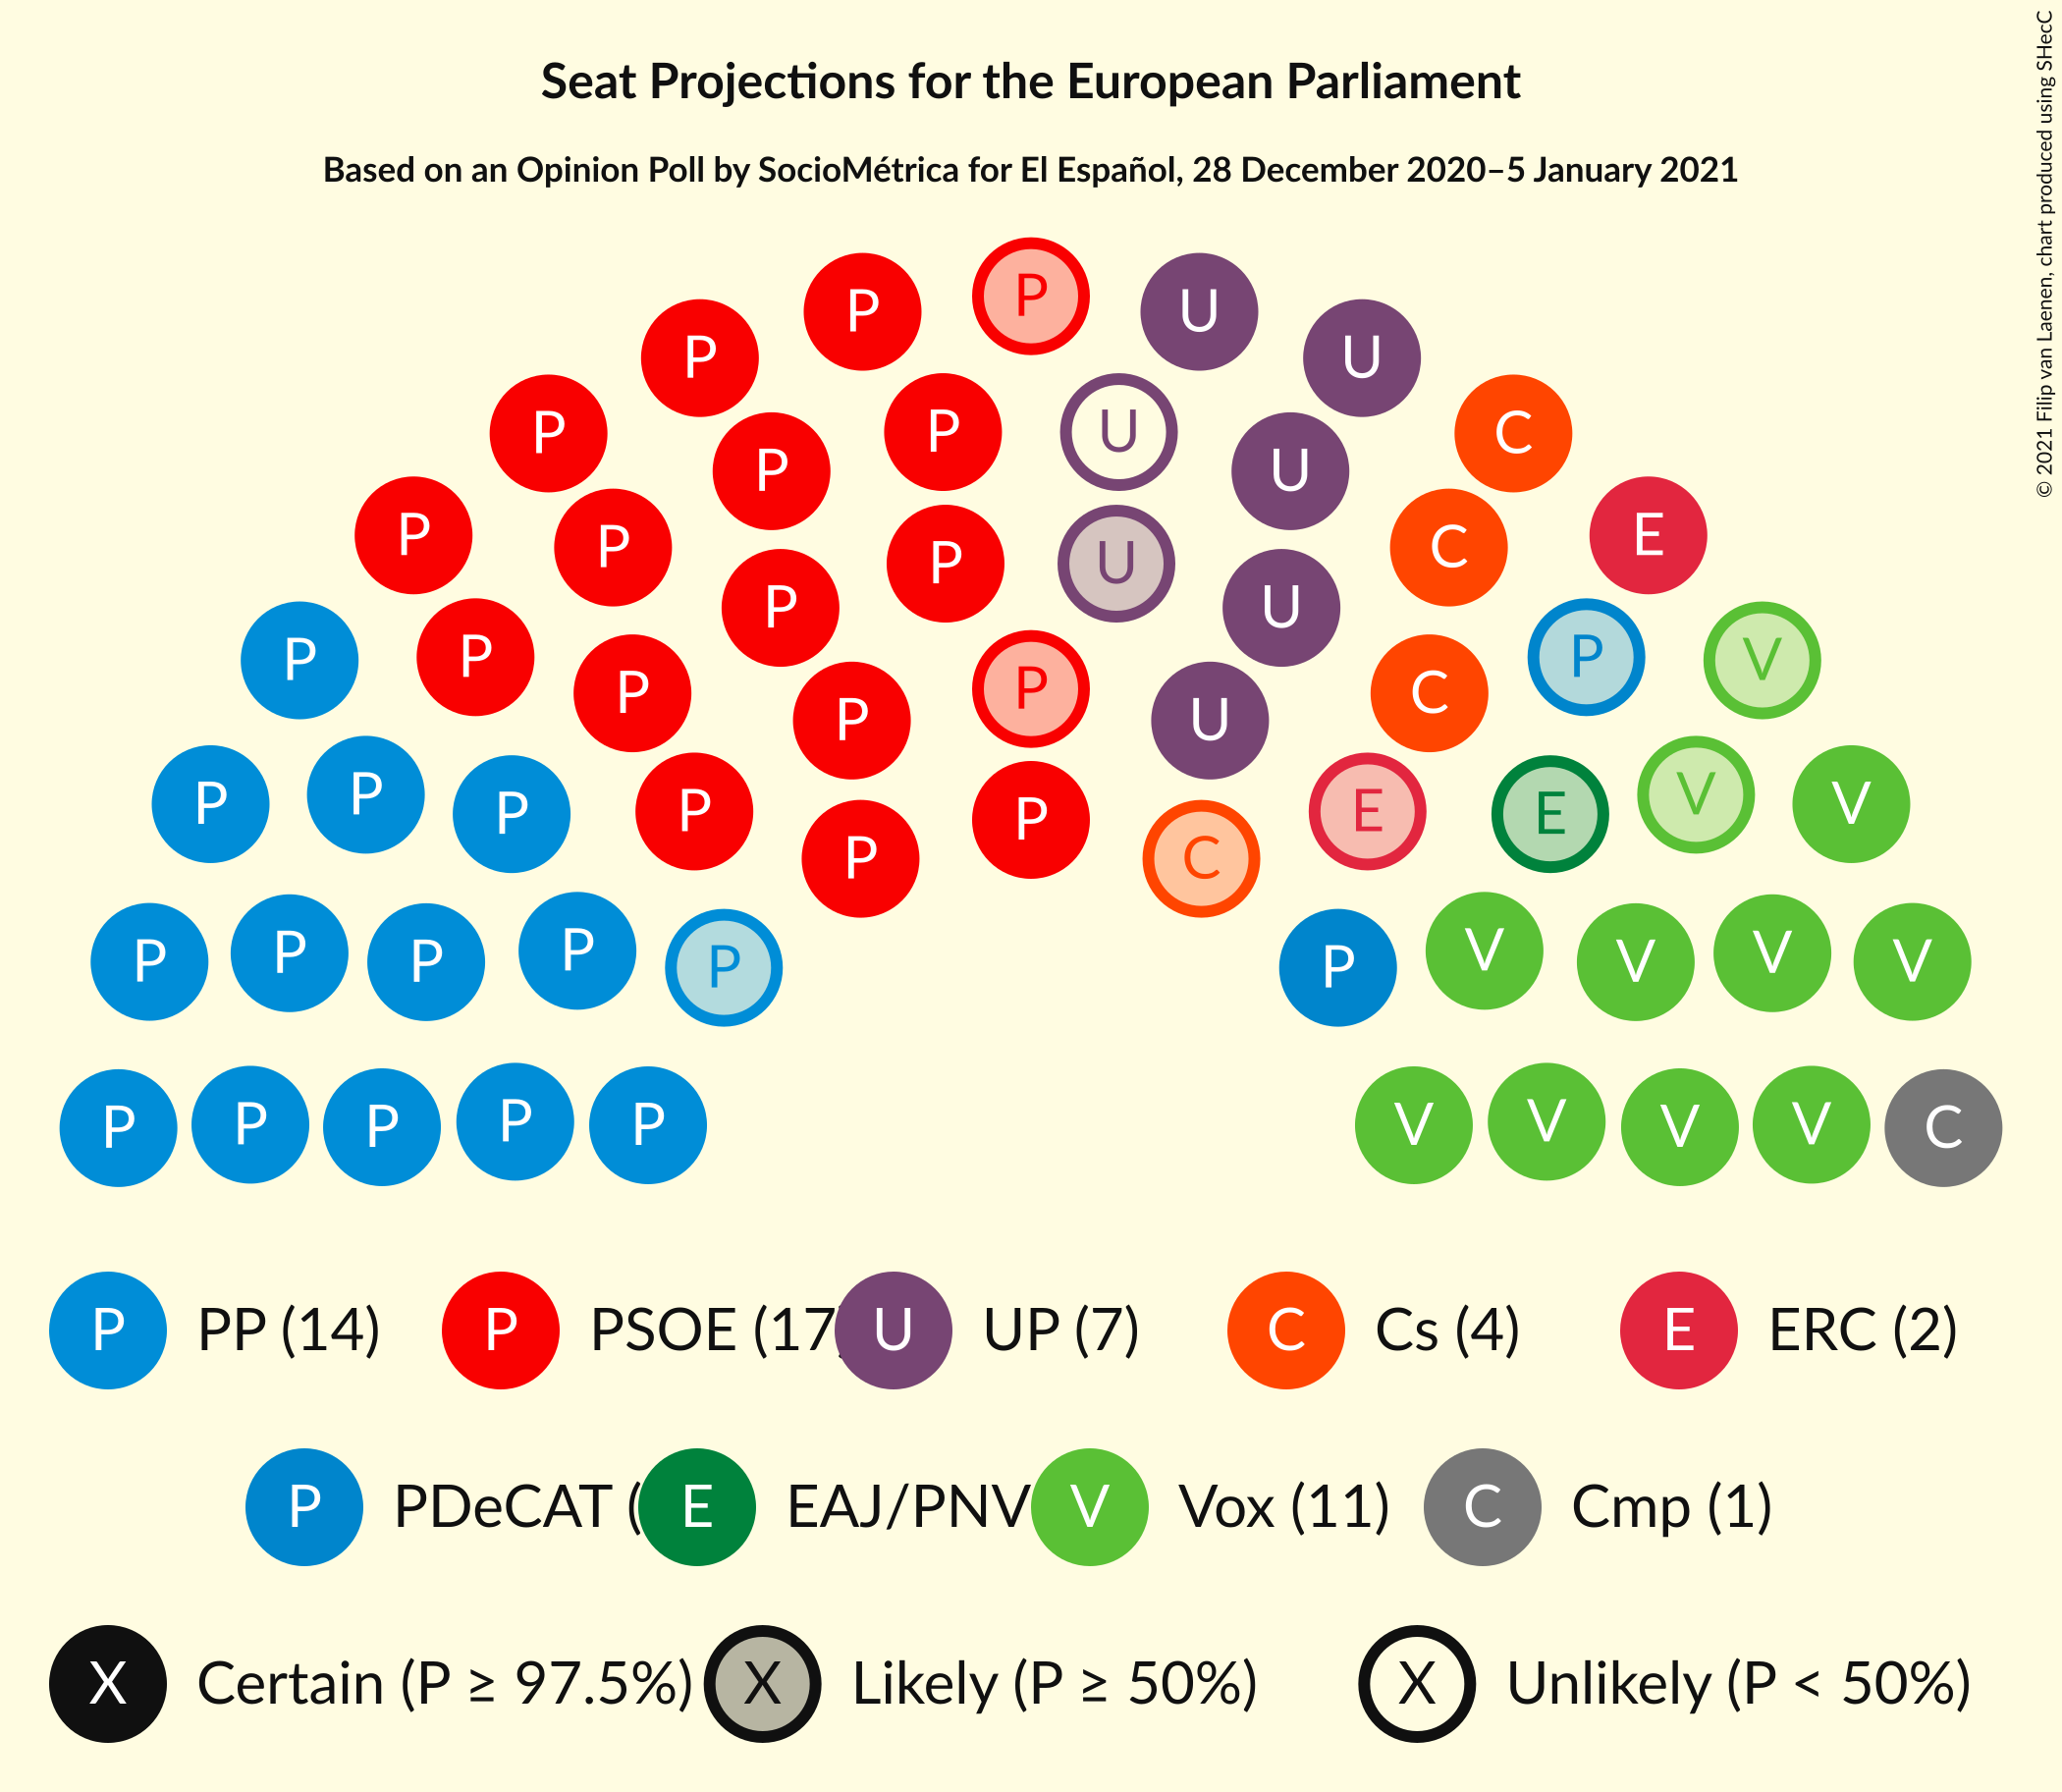 Seat Projections for the European Parliament
Based on an Opinion Poll by SocioMétrica for El Español, 28 December 2020–5 January 2021
© 2021 Filip van Laenen, chart produced using SHecC
P P P U U
P P P U U C
P P P P U U C C E
P P P P P U C P V
P P P P P P C E E V V
P P P P P P V V V V
P P P P P V V V V C
P PP (14) P PSOE (17 U UP (7) C Cs (4) E ERC (2)
P PDeCAT ( E EAJ/PNV V Vox (11) C Cmp (1)
X Certain (P ≥ 97.5%) X Likely (P ≥ 50%) X Unlikely (P < 50%)